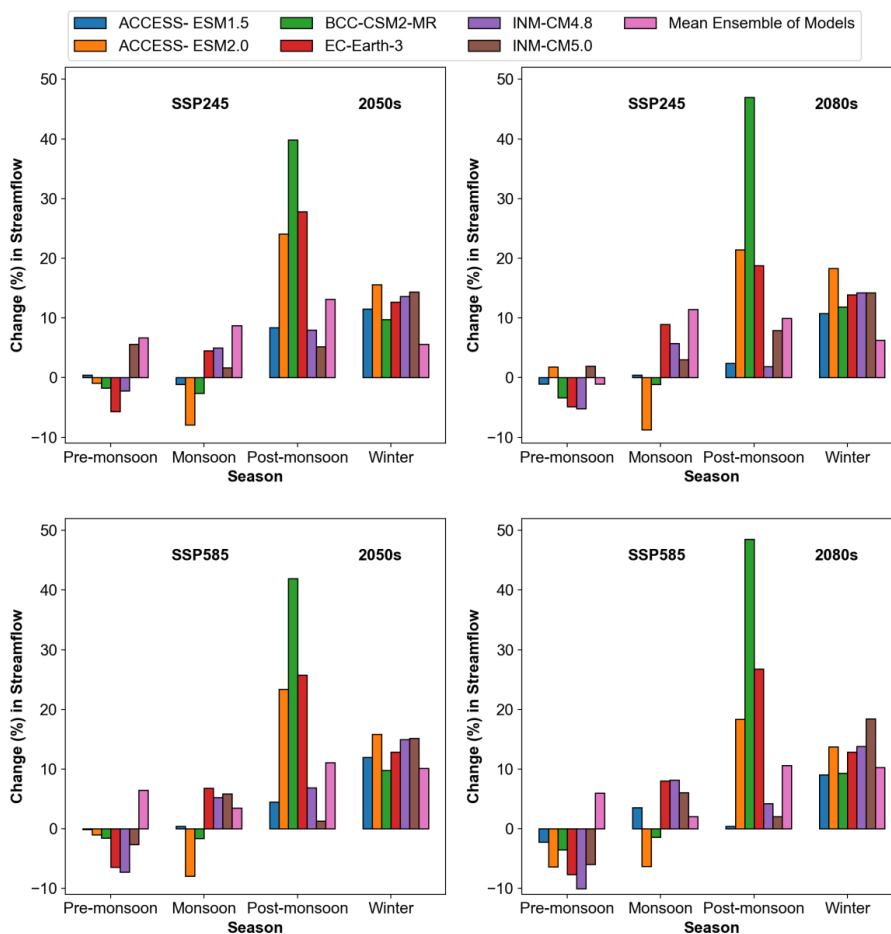 ACCESS- ESM1.5 BCC-CSM2-MR INM-CM4.8 Mean Ensemble of Models
ACCESS- ESM2.0 EC-Earth-3 INM-CM5.0
50
40
30
20
10
0
−10
Change (%) in Streamflow
SSP245 2050s
Pre-monsoon Monsoon Post-monsoon Winter
Season
50
40
30
20
10
0
−10
Change (%) in Streamflow
SSP245 2080s
Pre-monsoon Monsoon Post-monsoon Winter
Season
50
40
30
20
10
0
−10
Change (%) in Streamflow
SSP585 2050s
Pre-monsoon Monsoon Post-monsoon Winter
Season
50
40
30
20
10
0
−10
Change (%) in Streamflow
SSP585 2080s
Pre-monsoon Monsoon Post-monsoon Winter
Season